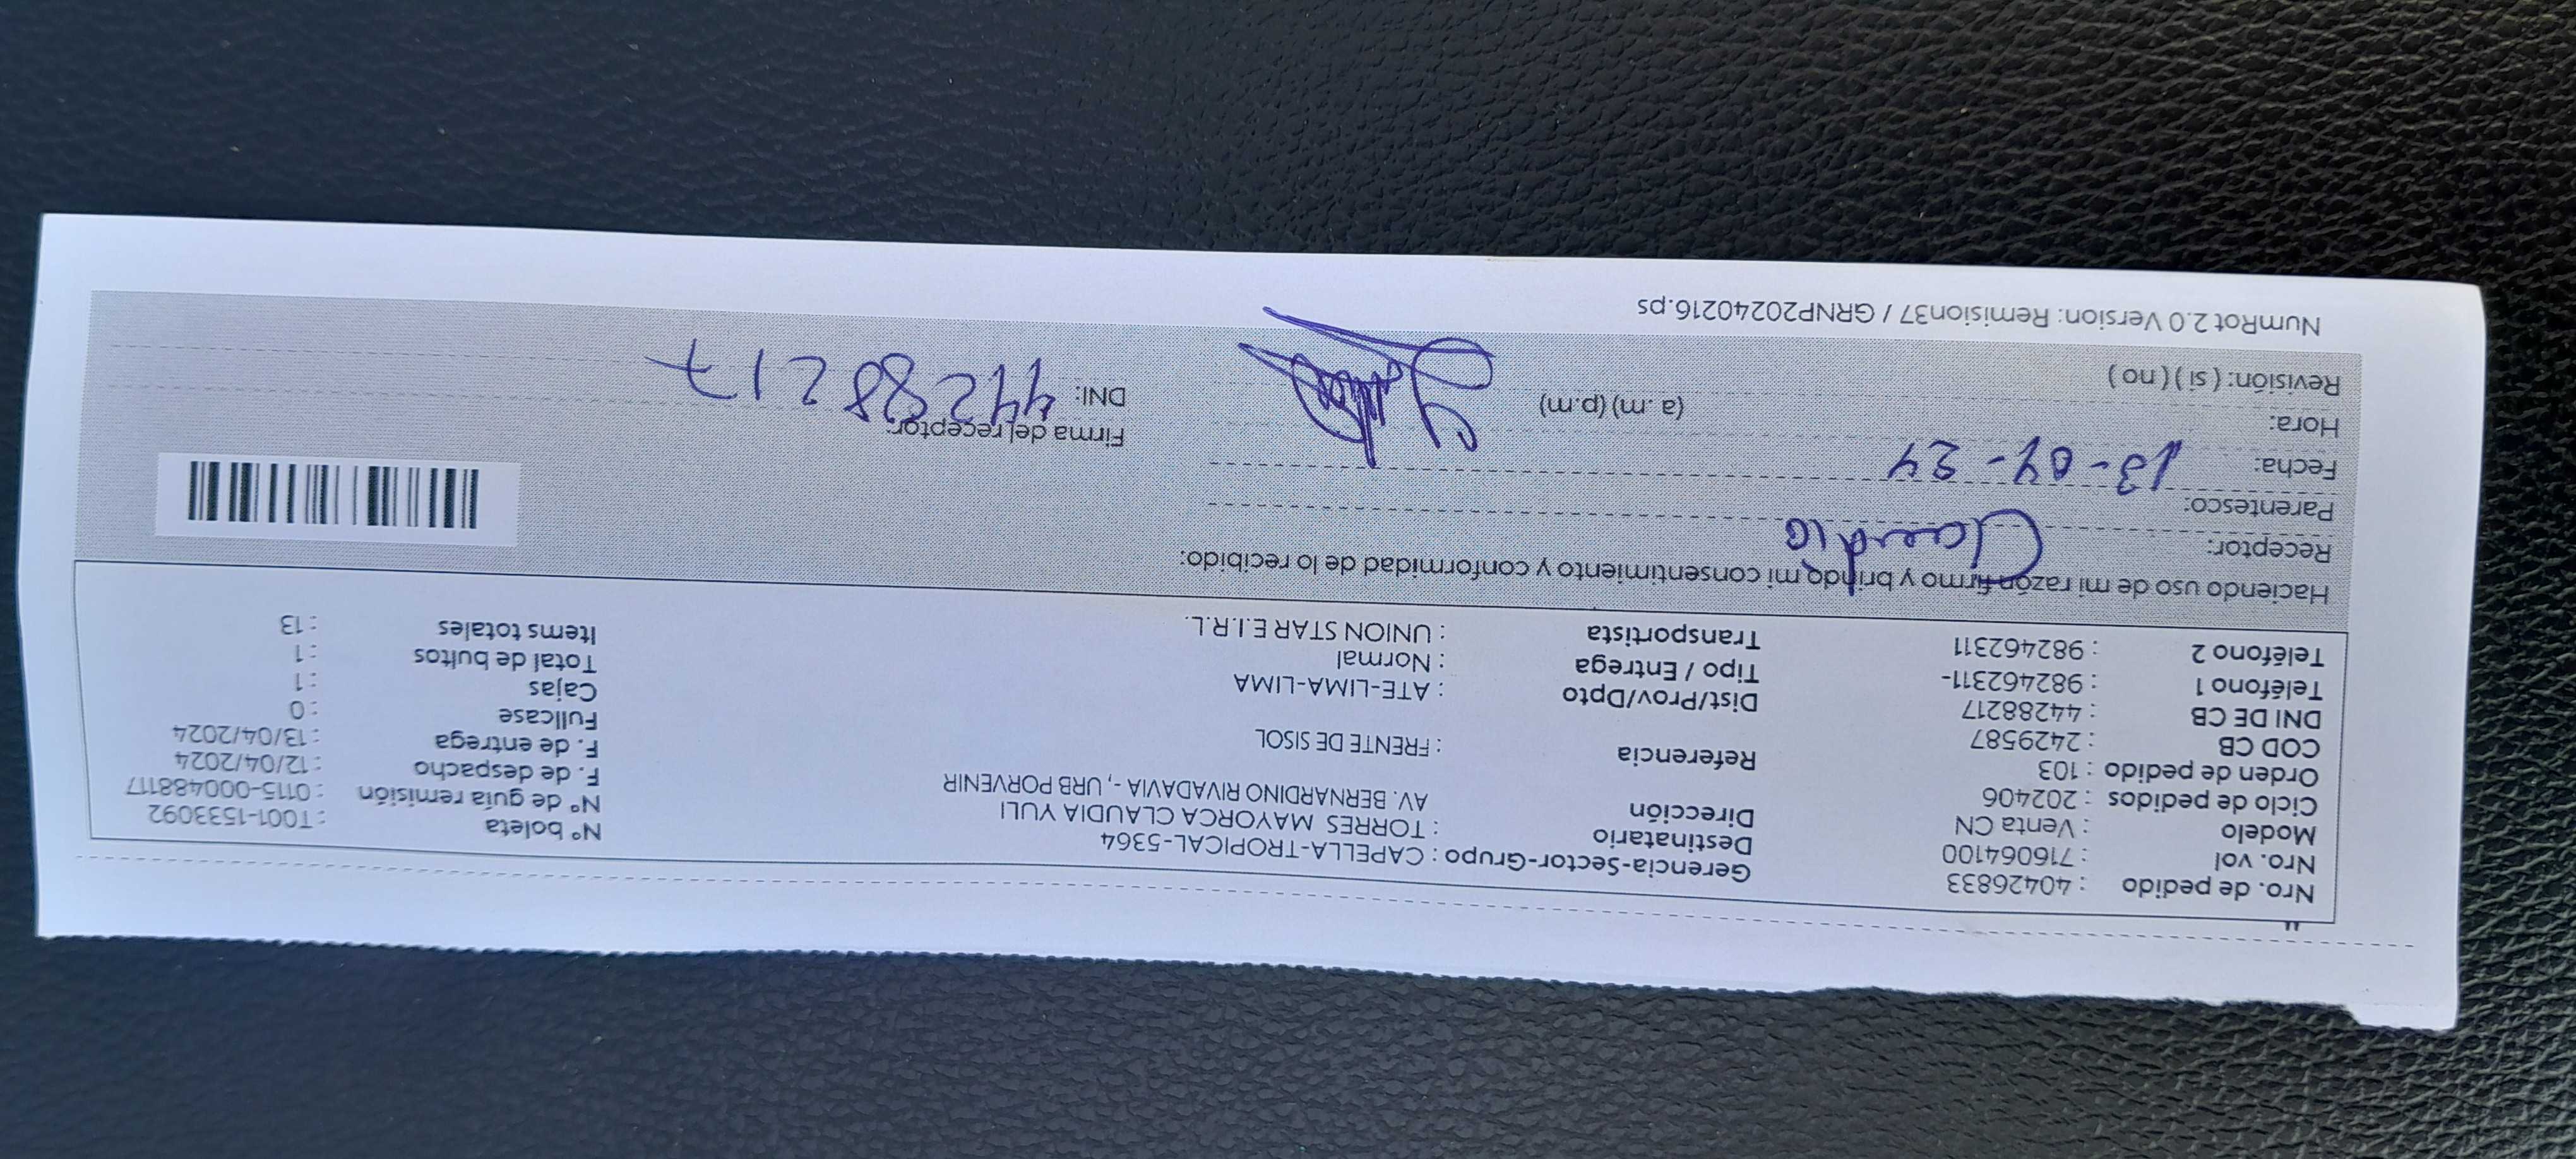 Nro. de pedido : 40426833
Nro. vol : 716064100
Modelo : Venta CN
Ciclo de pedidos : 202406
Orden de pedido : 103
COD CB : 2429587
DNI DE CB : 44288217
Teléfono 1 : 982462311-
Teléfono 2 : 982462311
Gerencia-Sector-Grupo : CAPELLA-TROPICAL-5364
Destinatario : TORRES MAYORCA CLAUDIA YULI
Dirección AV. BERNARDINO RIVADAVIA -, URB PORVENIR
Referencia : FRENTE DE SISOL
Dist/Prov/Dpto : ATE-LIMA-LIMA
Tipo / Entrega : Normal
Transportista : UNION STAR E.I.R.L.
Nº boleta : T001-1533092
Nº de guía remisión : 0115-000488117
F. de despacho : 12/04/2024
F. de entrega : 13/04/2024
Fullcase : 0
Cajas : 1
Total de bultos : 1
Items totales : 13
Haciendo uso de mi razón firmo y brindo mi consentimiento y conformidad de lo recibido:
Receptor: Claudia
Parentesco:
Fecha: 13-04-24
Hora: (a .m) (p.m)
Revisión: ( si ) ( no )
Firma del receptor:
DNI: 44288217
NumRot 2.0 Version: Remision37 / GRNP20240216.ps